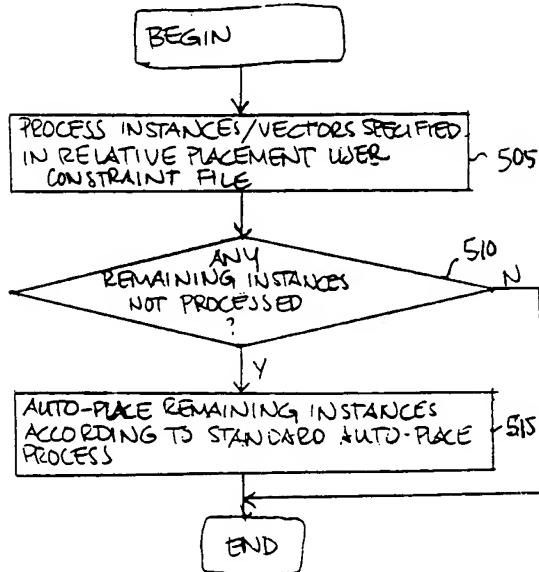 BEGIN
PROCESS INSTANCES/VECTORS SPECIFIED
IN RELATIVE PLACEMENT USER
CONSTRAINT FILE
505
ANY
REMAINING INSTANCES
NOT PROCESSED
?
510
N
Y
AUTO-PLACE REMAINING INSTANCES
ACCORDING TO STANDARD AUTO-PLACE
PROCESS
515
END